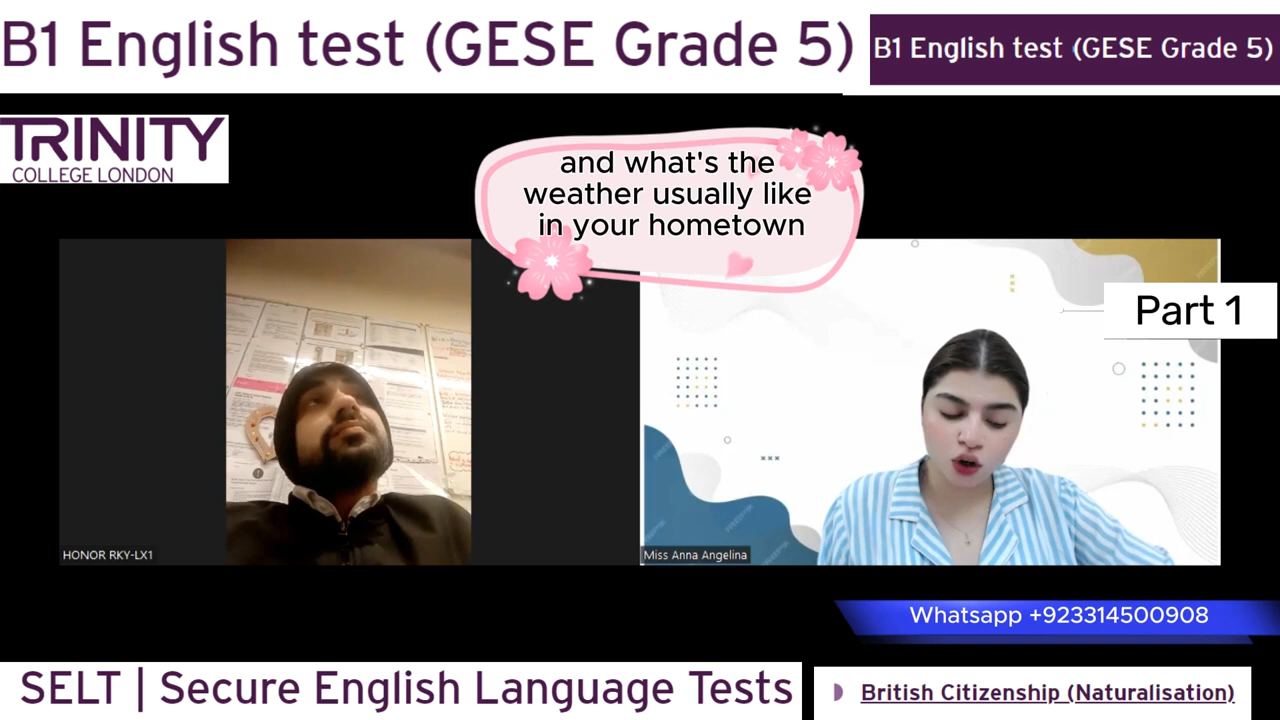 B1 English test (GESE Grade 5)
B1 English test (GESE Grade 5)
TRINITY
COLLEGE LONDON
and what's the
weather usually like
in your hometown
Part 1
HONOR RKY-LX1
Miss Anna Angelina
Whatsapp +923314500908
SELT | Secure English Language Tests
British Citizenship (Naturalisation)